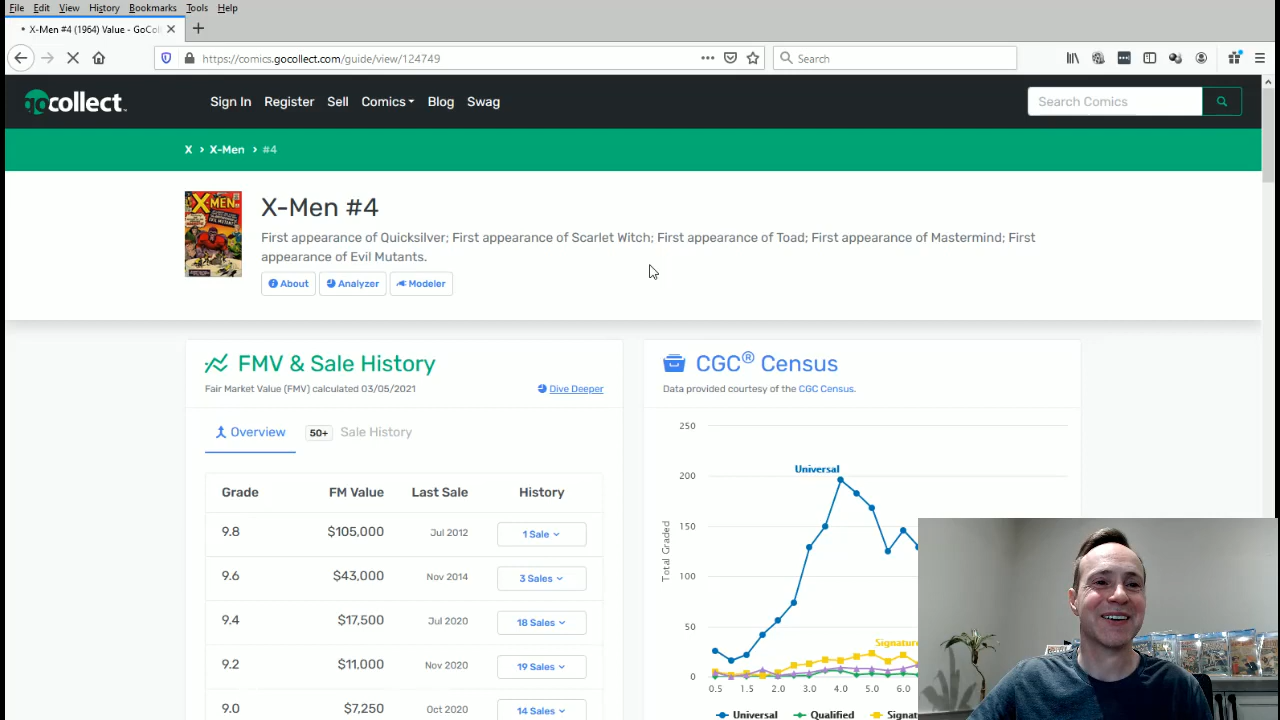 File Edit View History Bookmarks Tools Help
X-Men #4 (1964) Value - GoColl
https://comics.gocollect.com/guide/view/124749
Search
gocollect
Sign In Register Sell Comics Blog Swag
Search Comics
X > X-Men > #4
X-MEN
X-Men #4
First appearance of Quicksilver; First appearance of Scarlet Witch; First appearance of Toad; First appearance of Mastermind; First
appearance of Evil Mutants.
About Analyzer Modeler
FMV & Sale History
Fair Market Value (FMV) calculated 03/05/2021
Dive Deeper
Overview 50+ Sale History
Grade FM Value Last Sale History
9.8 $105,000 Jul 2012 1 Sale
9.6 $43,000 Nov 2014 3 Sales
9.4 $17,500 Jul 2020 18 Sales
9.2 $11,000 Nov 2020 19 Sales
9.0 $7,250 Oct 2020 14 Sales
CGC® Census
Data provided courtesy of the CGC Census.
250
200
150
100
50
0
Total Graded
Universal
Signatu
0.5 1.5 2.0 3.0 4.0 5.0 6.0
Universal Qualified Signat